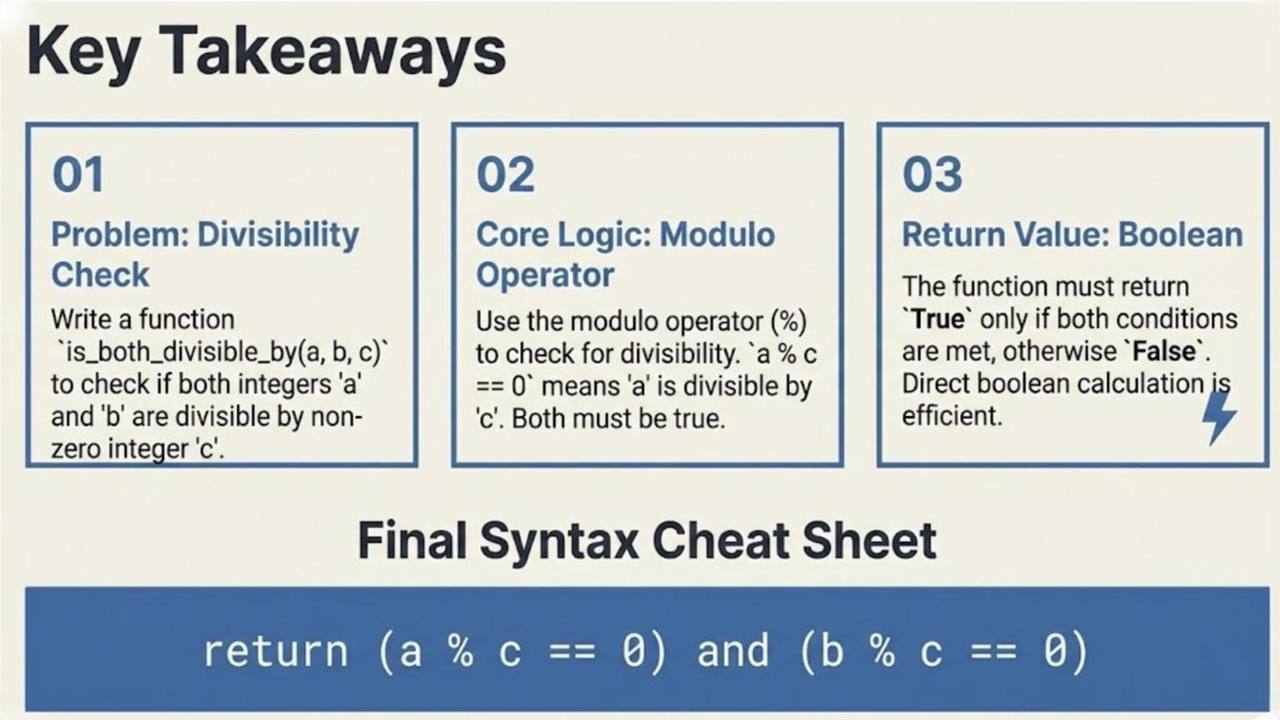 Key Takeaways
01
Problem: Divisibility
Check
Write a function
`is_both_divisible_by(a, b, c)`
to check if both integers 'a'
and 'b' are divisible by non-
zero integer 'c'.
02
Core Logic: Modulo
Operator
Use the modulo operator (%)
to check for divisibility. `a % c
== 0` means 'a' is divisible by
'c'. Both must be true.
03
Return Value: Boolean
The function must return
`True` only if both conditions
are met, otherwise `False`.
Direct boolean calculation is
efficient.
Final Syntax Cheat Sheet
return (a % c == 0) and (b % c == 0)